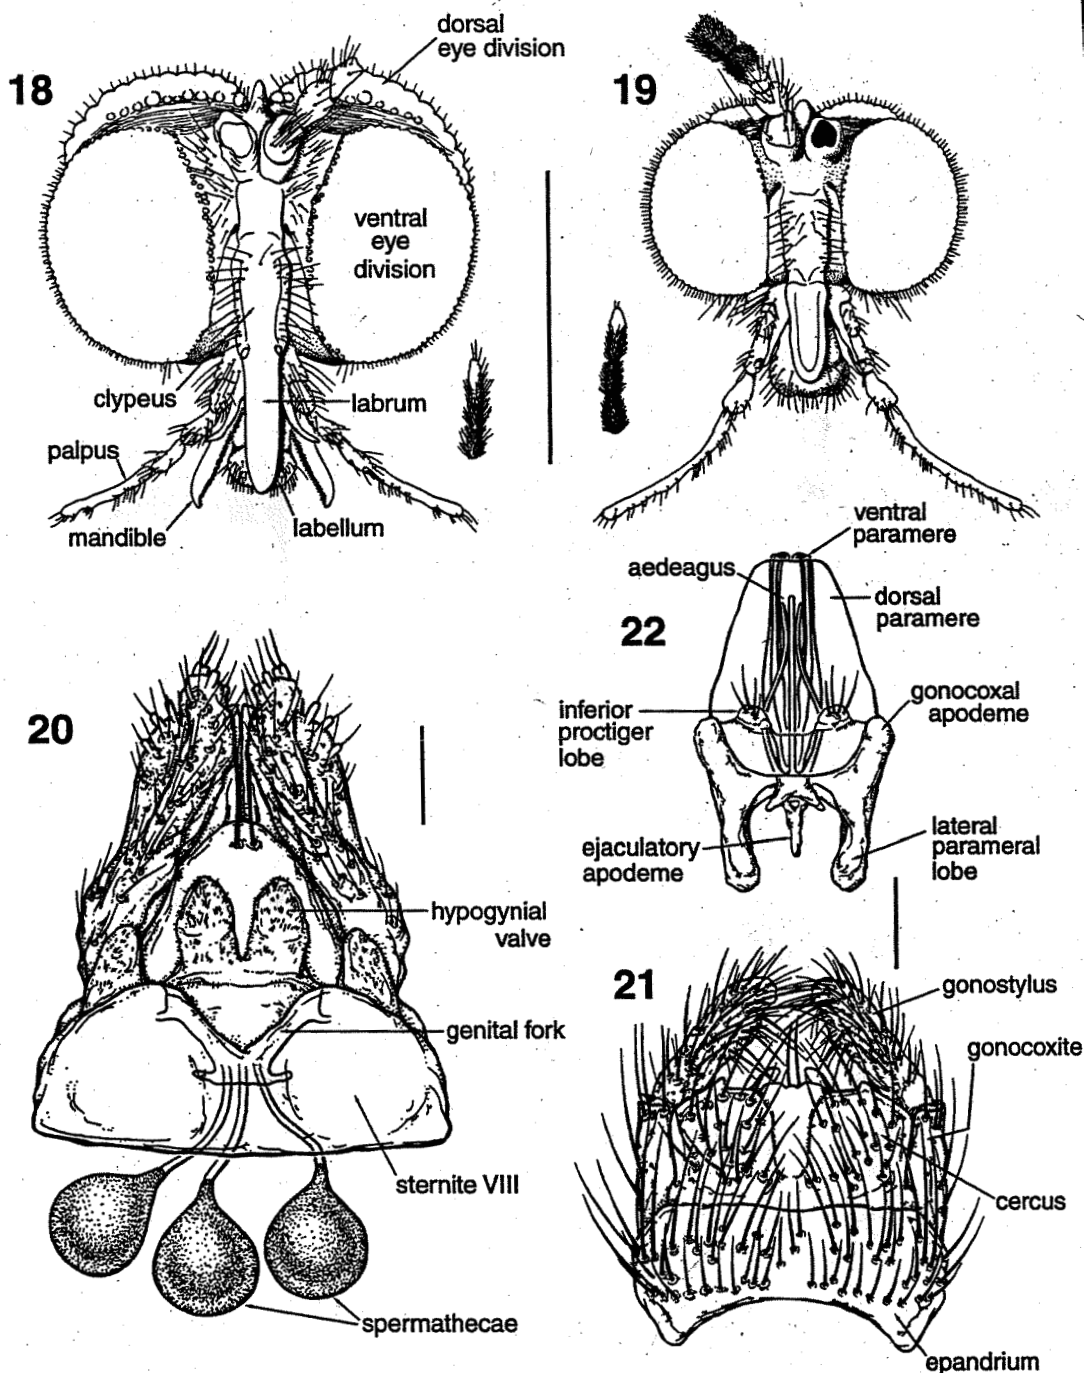 18
dorsal
eye division
ventral
eye
division
clypeus
labrum
palpus
mandible
labellum
19
20
hypogynial
valve
genital fork
sternite VIII
spermathecae
22
ventral
paramere
aedeagus
dorsal
paramere
inferior
proctiger
lobe
gonocoxal
apodeme
ejaculatory
apodeme
lateral
parameral
lobe
21
gonostylus
gonocoxite
cercus
epandrium